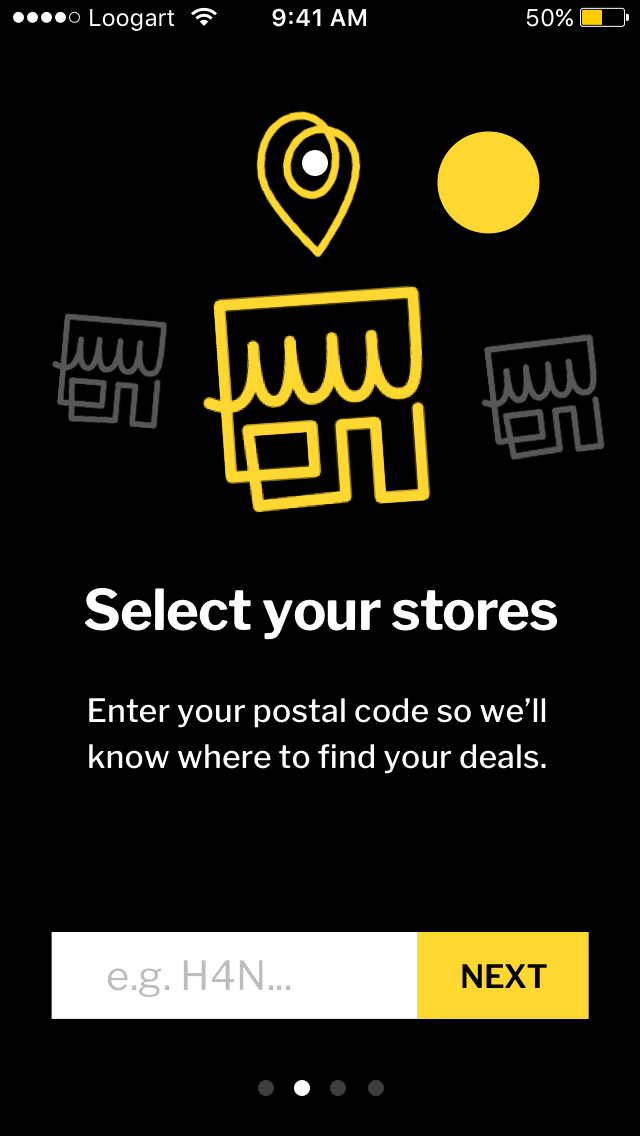 Loogart 9:41 AM 50%
Select your stores
Enter your postal code so we’ll
know where to find your deals.
e.g. H4N... NEXT